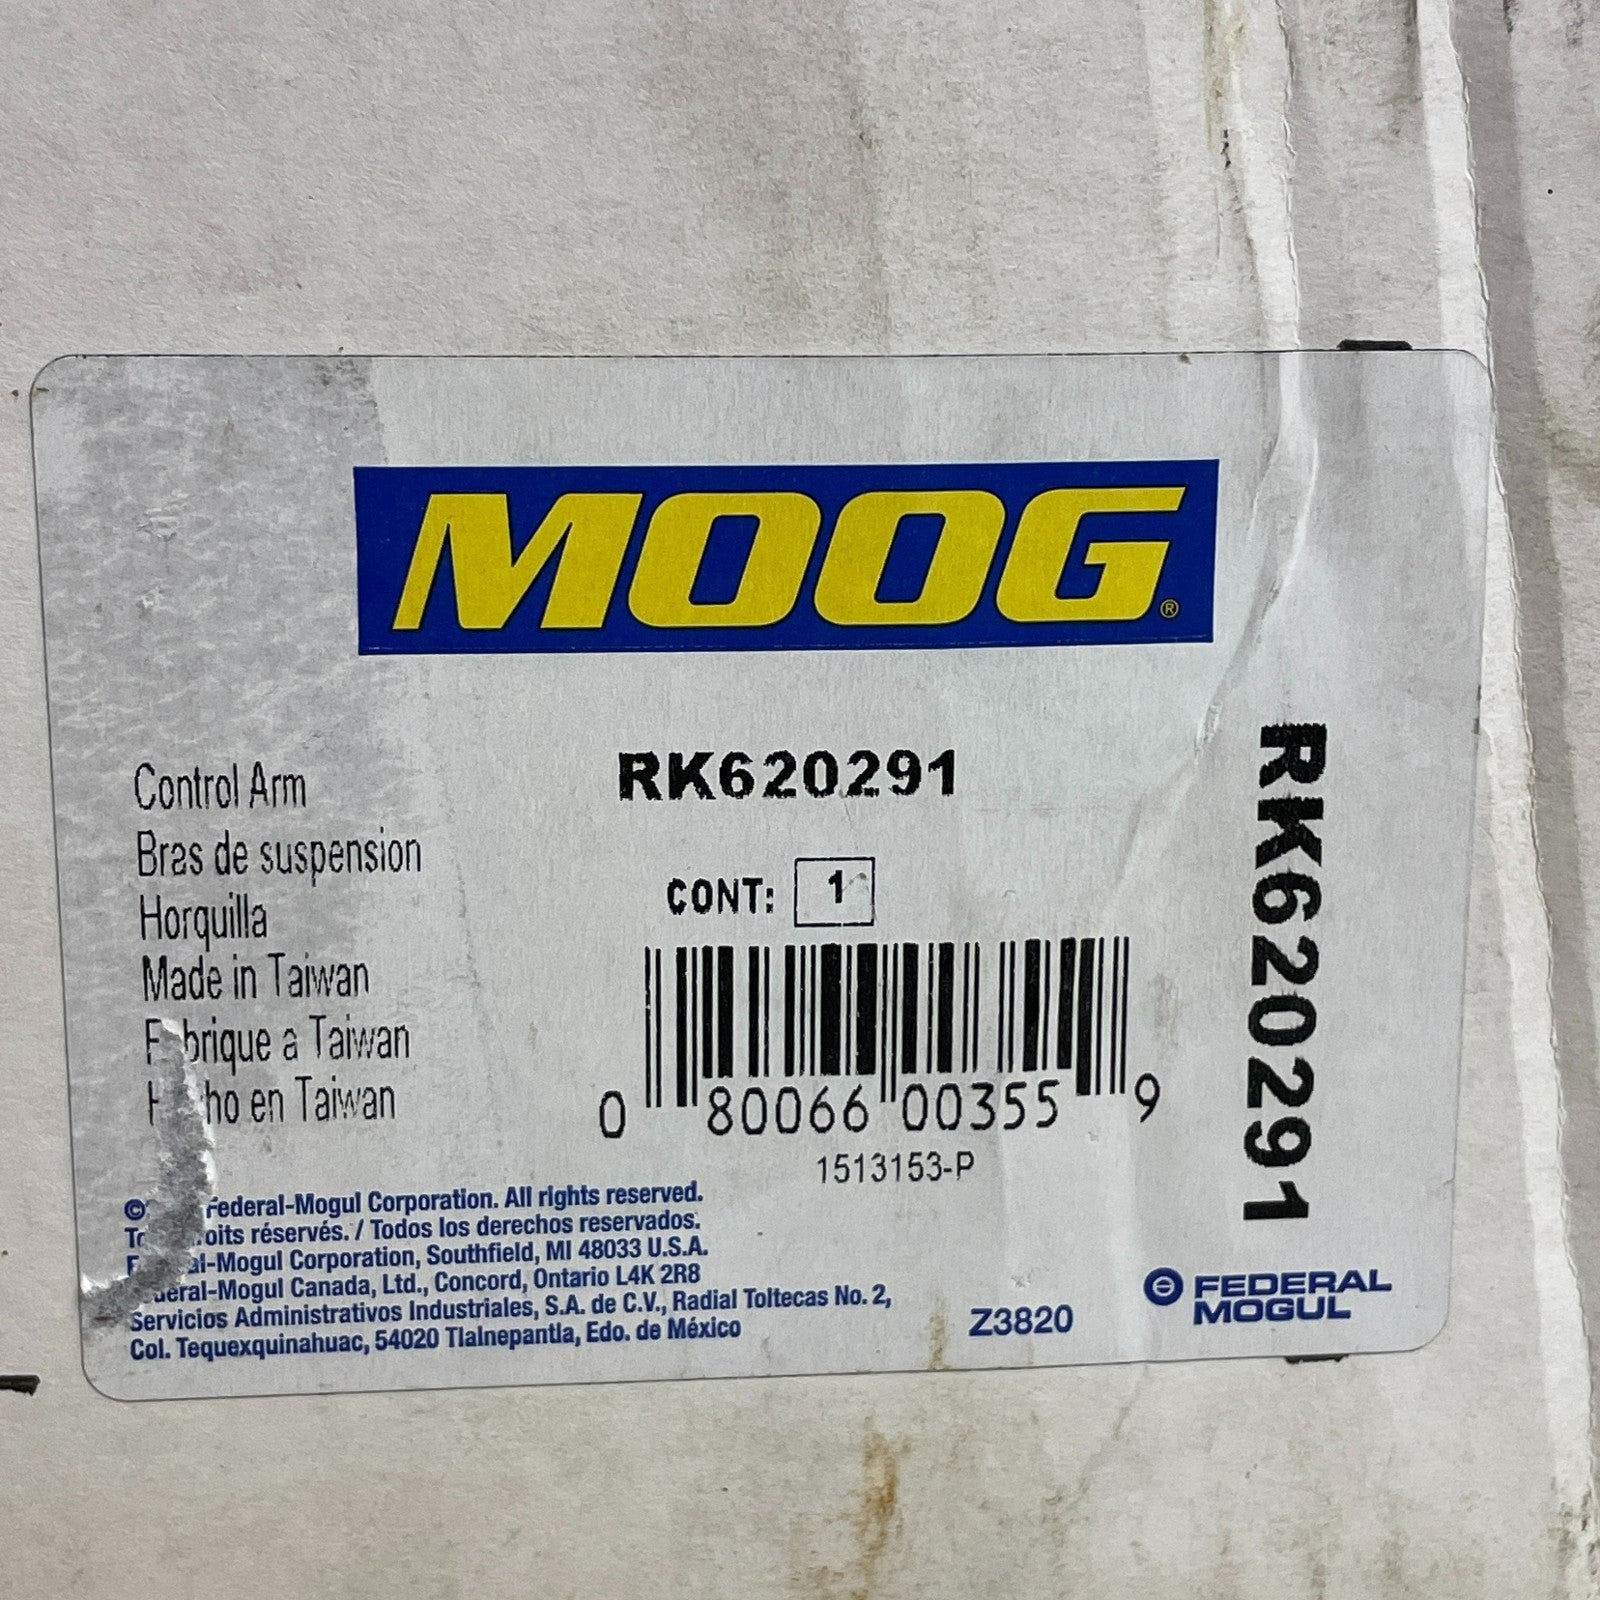 MOOG®
Control Arm
Bras de suspension
Horquilla
Made in Taiwan
brique a Taiwan
ho en Taiwan
RK620291
CONT: 1
0 80066 00355 9
1513153-P
RK620291
© Federal-Mogul Corporation. All rights reserved.
oits réservés. / Todos los derechos reservados.
al-Mogul Corporation, Southfield, MI 48033 U.S.A.
deral-Mogul Canada, Ltd., Concord, Ontario L4K 2R8
Servicios Administrativos Industriales, S.A. de C.V., Radial Toltecas No. 2,
Col. Tequexquinahuac, 54020 Tlalnepantla, Edo. de México
Z3820
FEDERAL
MOGUL